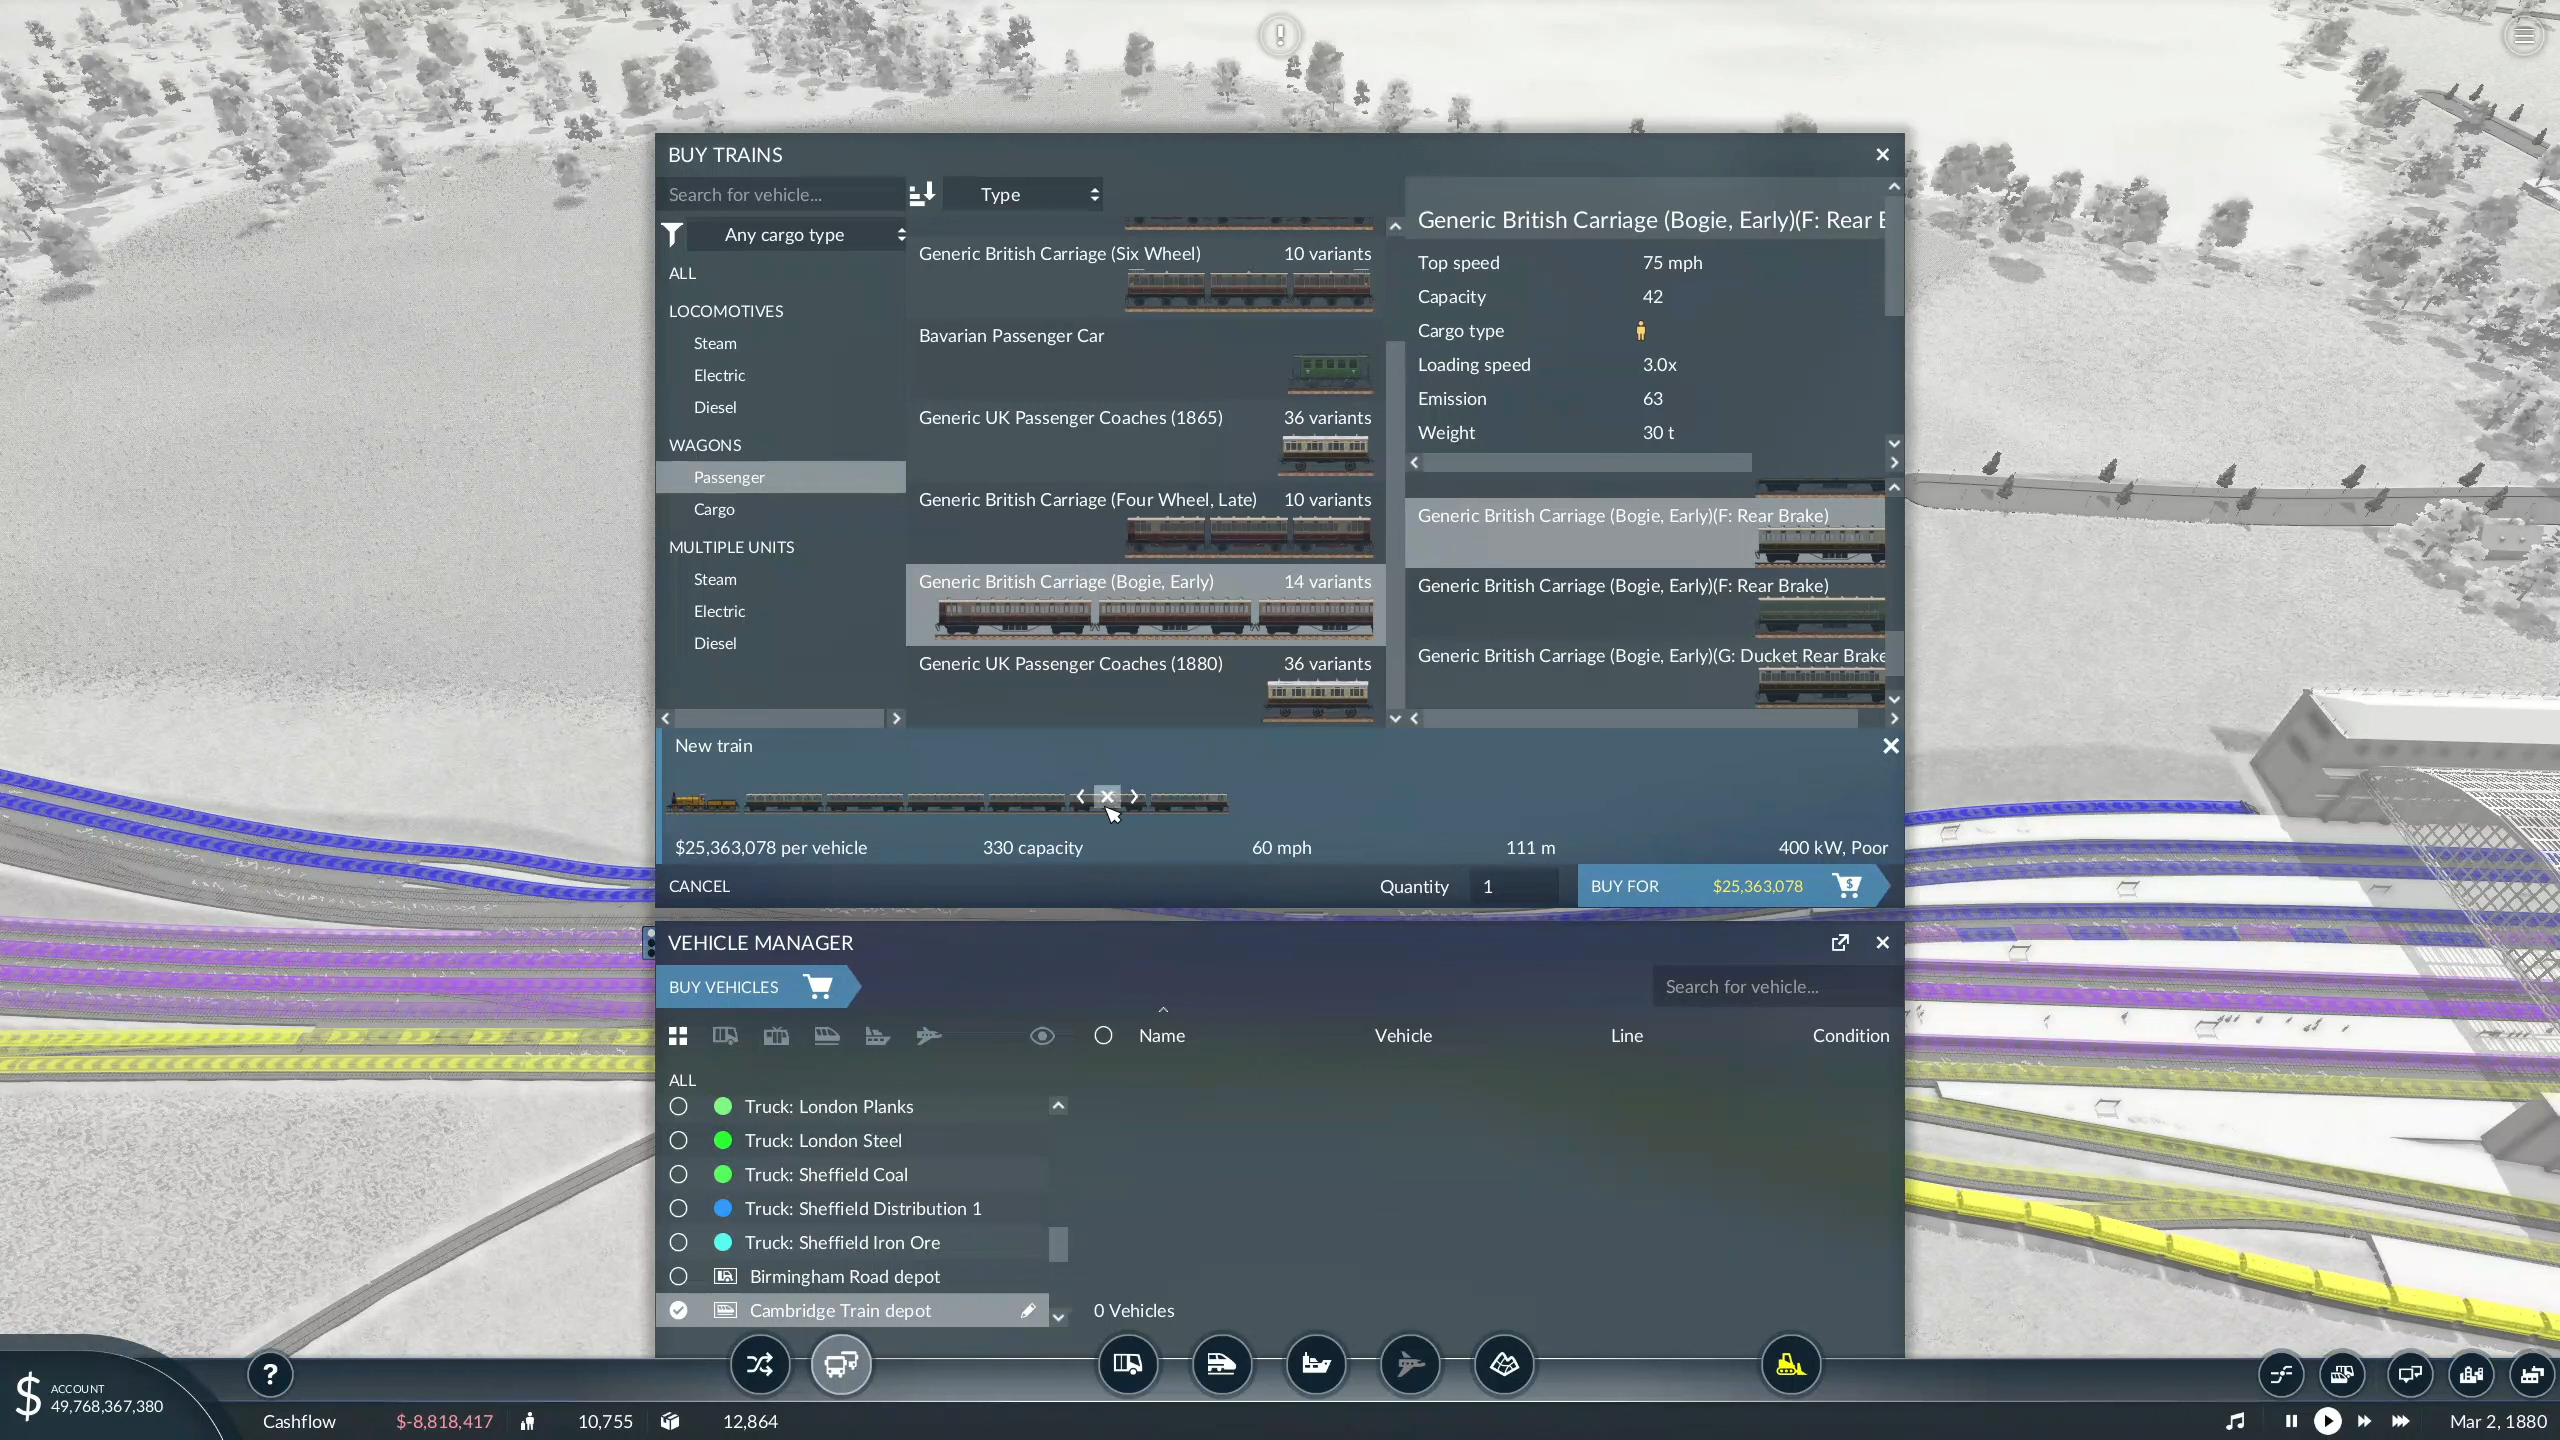 BUY TRAINS
Search for vehicle...
Type
Any cargo type
ALL
LOCOMOTIVES
Steam
Electric
Diesel
WAGONS
Passenger
Cargo
MULTIPLE UNITS
Steam
Electric
Diesel
Generic British Carriage (Six Wheel) 10 variants
Bavarian Passenger Car
Generic UK Passenger Coaches (1865) 36 variants
Generic British Carriage (Four Wheel, Late) 10 variants
Generic British Carriage (Bogie, Early) 14 variants
Generic UK Passenger Coaches (1880) 36 variants
Generic British Carriage (Bogie, Early)(F: Rear
Top speed 75 mph
Capacity 42
Cargo type
Loading speed 3.0x
Emission 63
Weight 30 t
Generic British Carriage (Bogie, Early)(F: Rear Brake)
Generic British Carriage (Bogie, Early)(F: Rear Brake)
Generic British Carriage (Bogie, Early)(G: Ducket Rear Brake
New train
$25,363,078 per vehicle 330 capacity 60 mph 111 m 400 kW, Poor
CANCEL Quantity 1 BUY FOR $25,363,078
VEHICLE MANAGER
BUY VEHICLES Search for vehicle...
Name Vehicle Line Condition
ALL
Truck: London Planks
Truck: London Steel
Truck: Sheffield Coal
Truck: Sheffield Distribution 1
Truck: Sheffield Iron Ore
Birmingham Road depot
Cambridge Train depot 0 Vehicles
?
$ ACCOUNT
49,768,367,380
Cashflow $-8,818,417 10,755 12,864 Mar 2, 1880